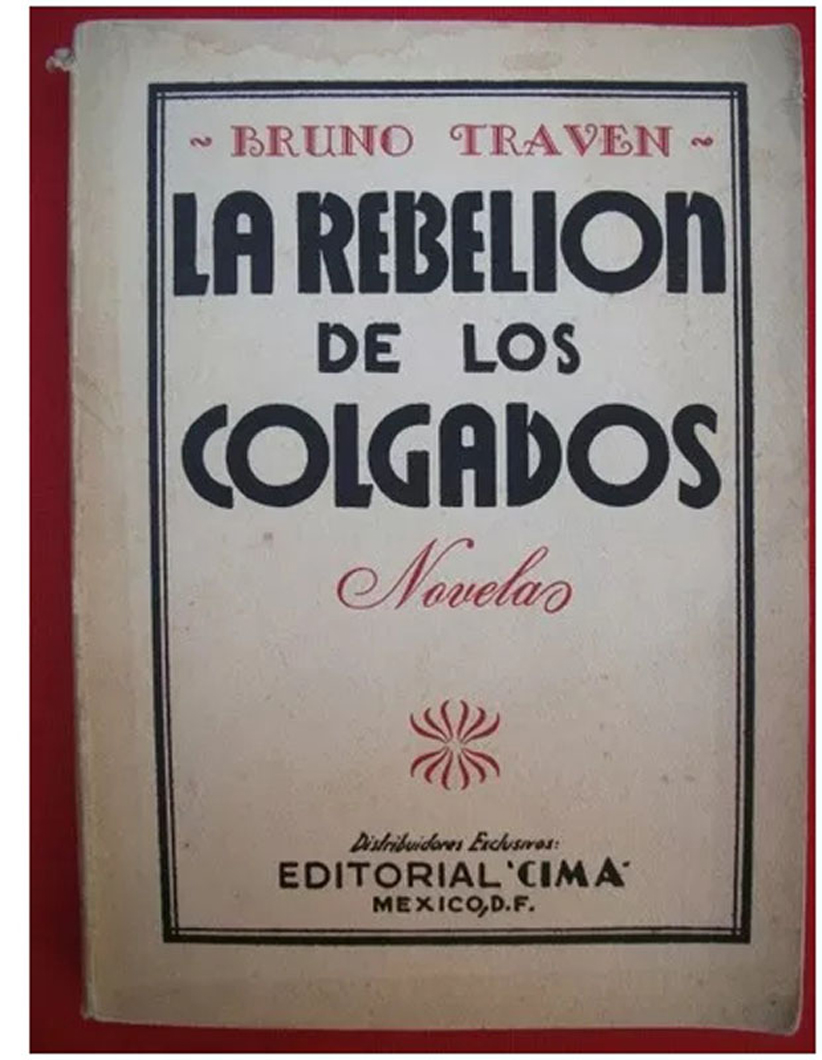 ~ BRUNO TRAVEN ~
LA REBELION
DE LOS
COLGADOS
Novela
Distribuidores Exclusivos:
EDITORIAL "CIMA"
MEXICO, D.F.